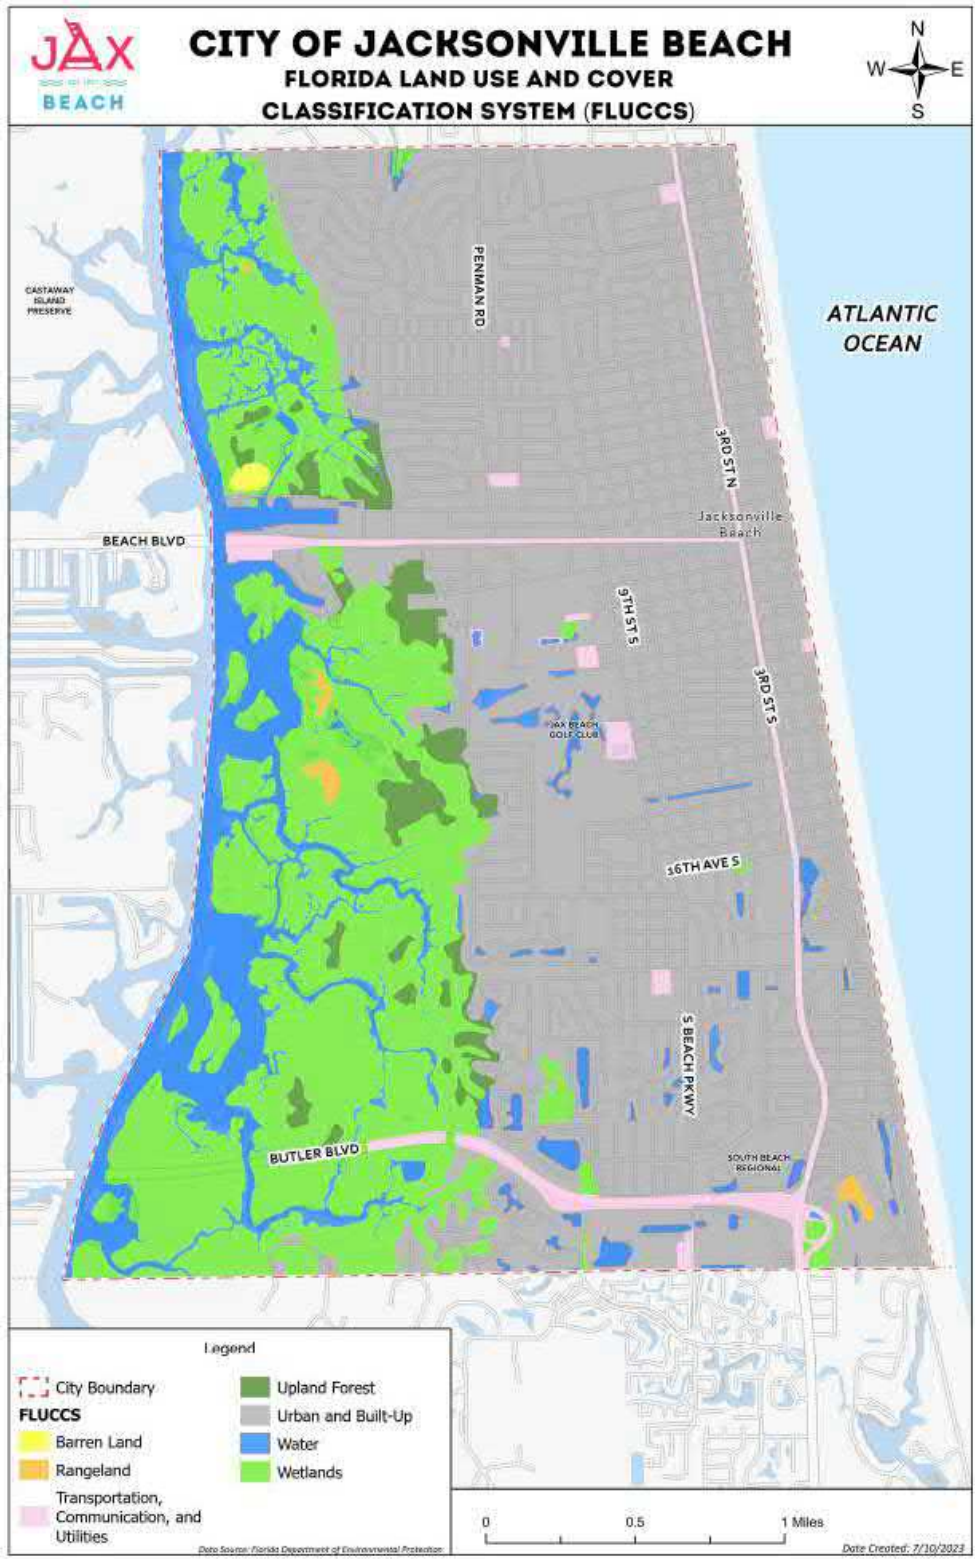 JAX
BEACH
CITY OF JACKSONVILLE BEACH
FLORIDA LAND USE AND COVER
CLASSIFICATION SYSTEM (FLUCCS)
N
W E
S
CASTAWAY
ISLAND
PRESERVE
PENMAN RD
ATLANTIC
OCEAN
3RD ST N
Jacksonville
Beach
BEACH BLVD
9TH ST S
3RD ST S
JAX BEACH
GOLF CLUB
16TH AVE S
S BEACH PKWY
BUTLER BLVD
SOUTH BEACH
REGIONAL
Legend
City Boundary
FLUCCS
Barren Land
Rangeland
Transportation,
Communication, and
Utilities
Upland Forest
Urban and Built-Up
Water
Wetlands
Data Source: Florida Department of Environmental Protection
0 0.5 1 Miles
Date Created: 7/10/2023